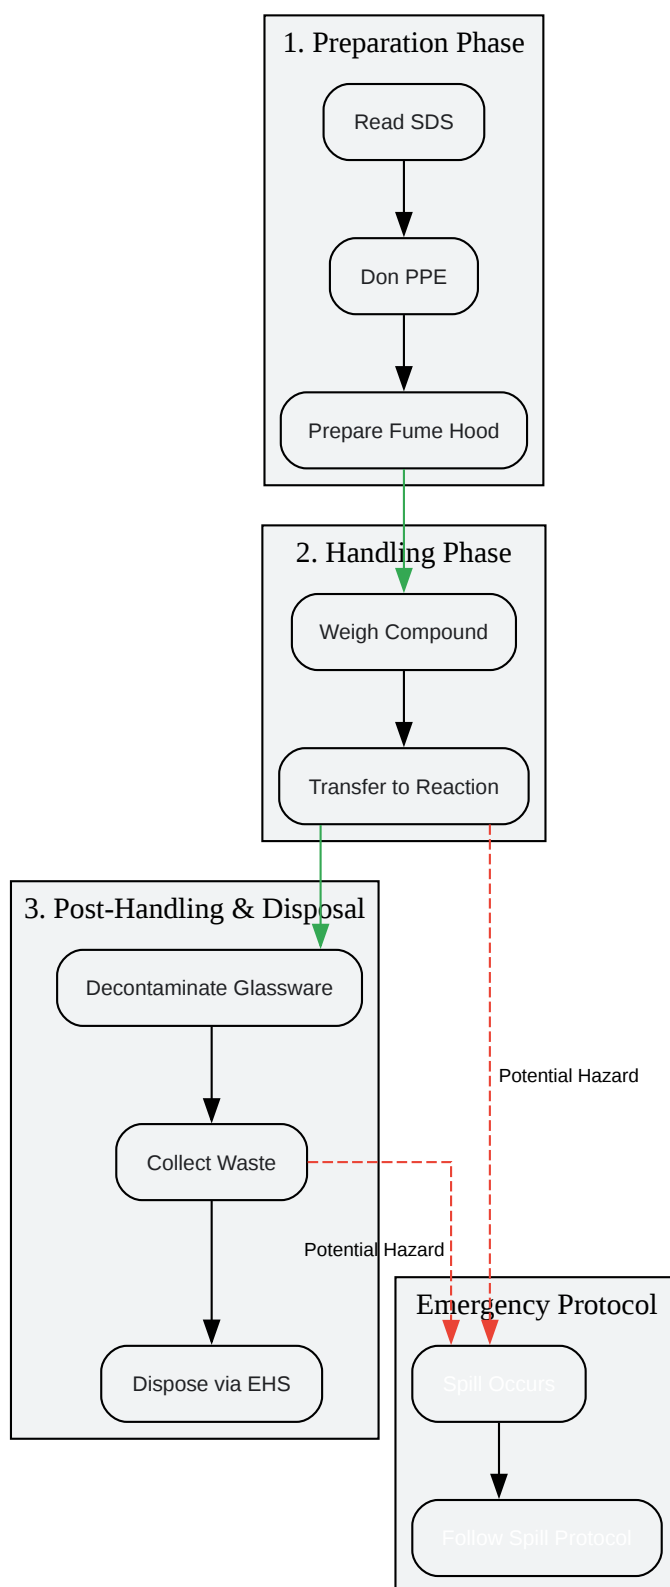 1. Preparation Phase
Read SDS
Don PPE
Prepare Fume Hood
2. Handling Phase
Weigh Compound
Transfer to Reaction
3. Post-Handling & Disposal
Decontaminate Glassware
Potential Hazard
Collect Waste
Potential Hazard
Dispose via EHS
Emergency Protocol
Spill Occurs
Follow Spill Protocol